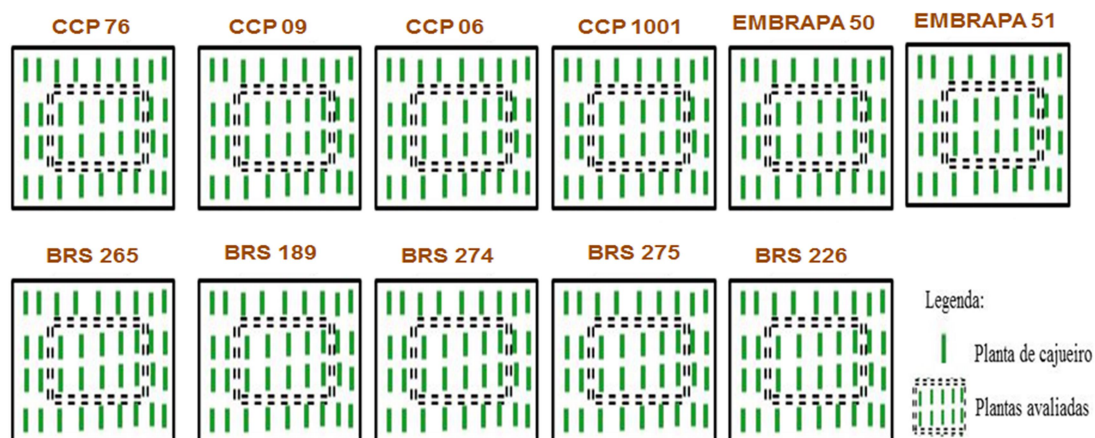 CCP 76
CCP 09
CCP 06
CCP 1001
EMBRAPA 50
EMBRAPA 51
BRS 265
BRS 189
BRS 274
BRS 275
BRS 226
Legenda:
Planta de cajueiro
Plantas avaliadas